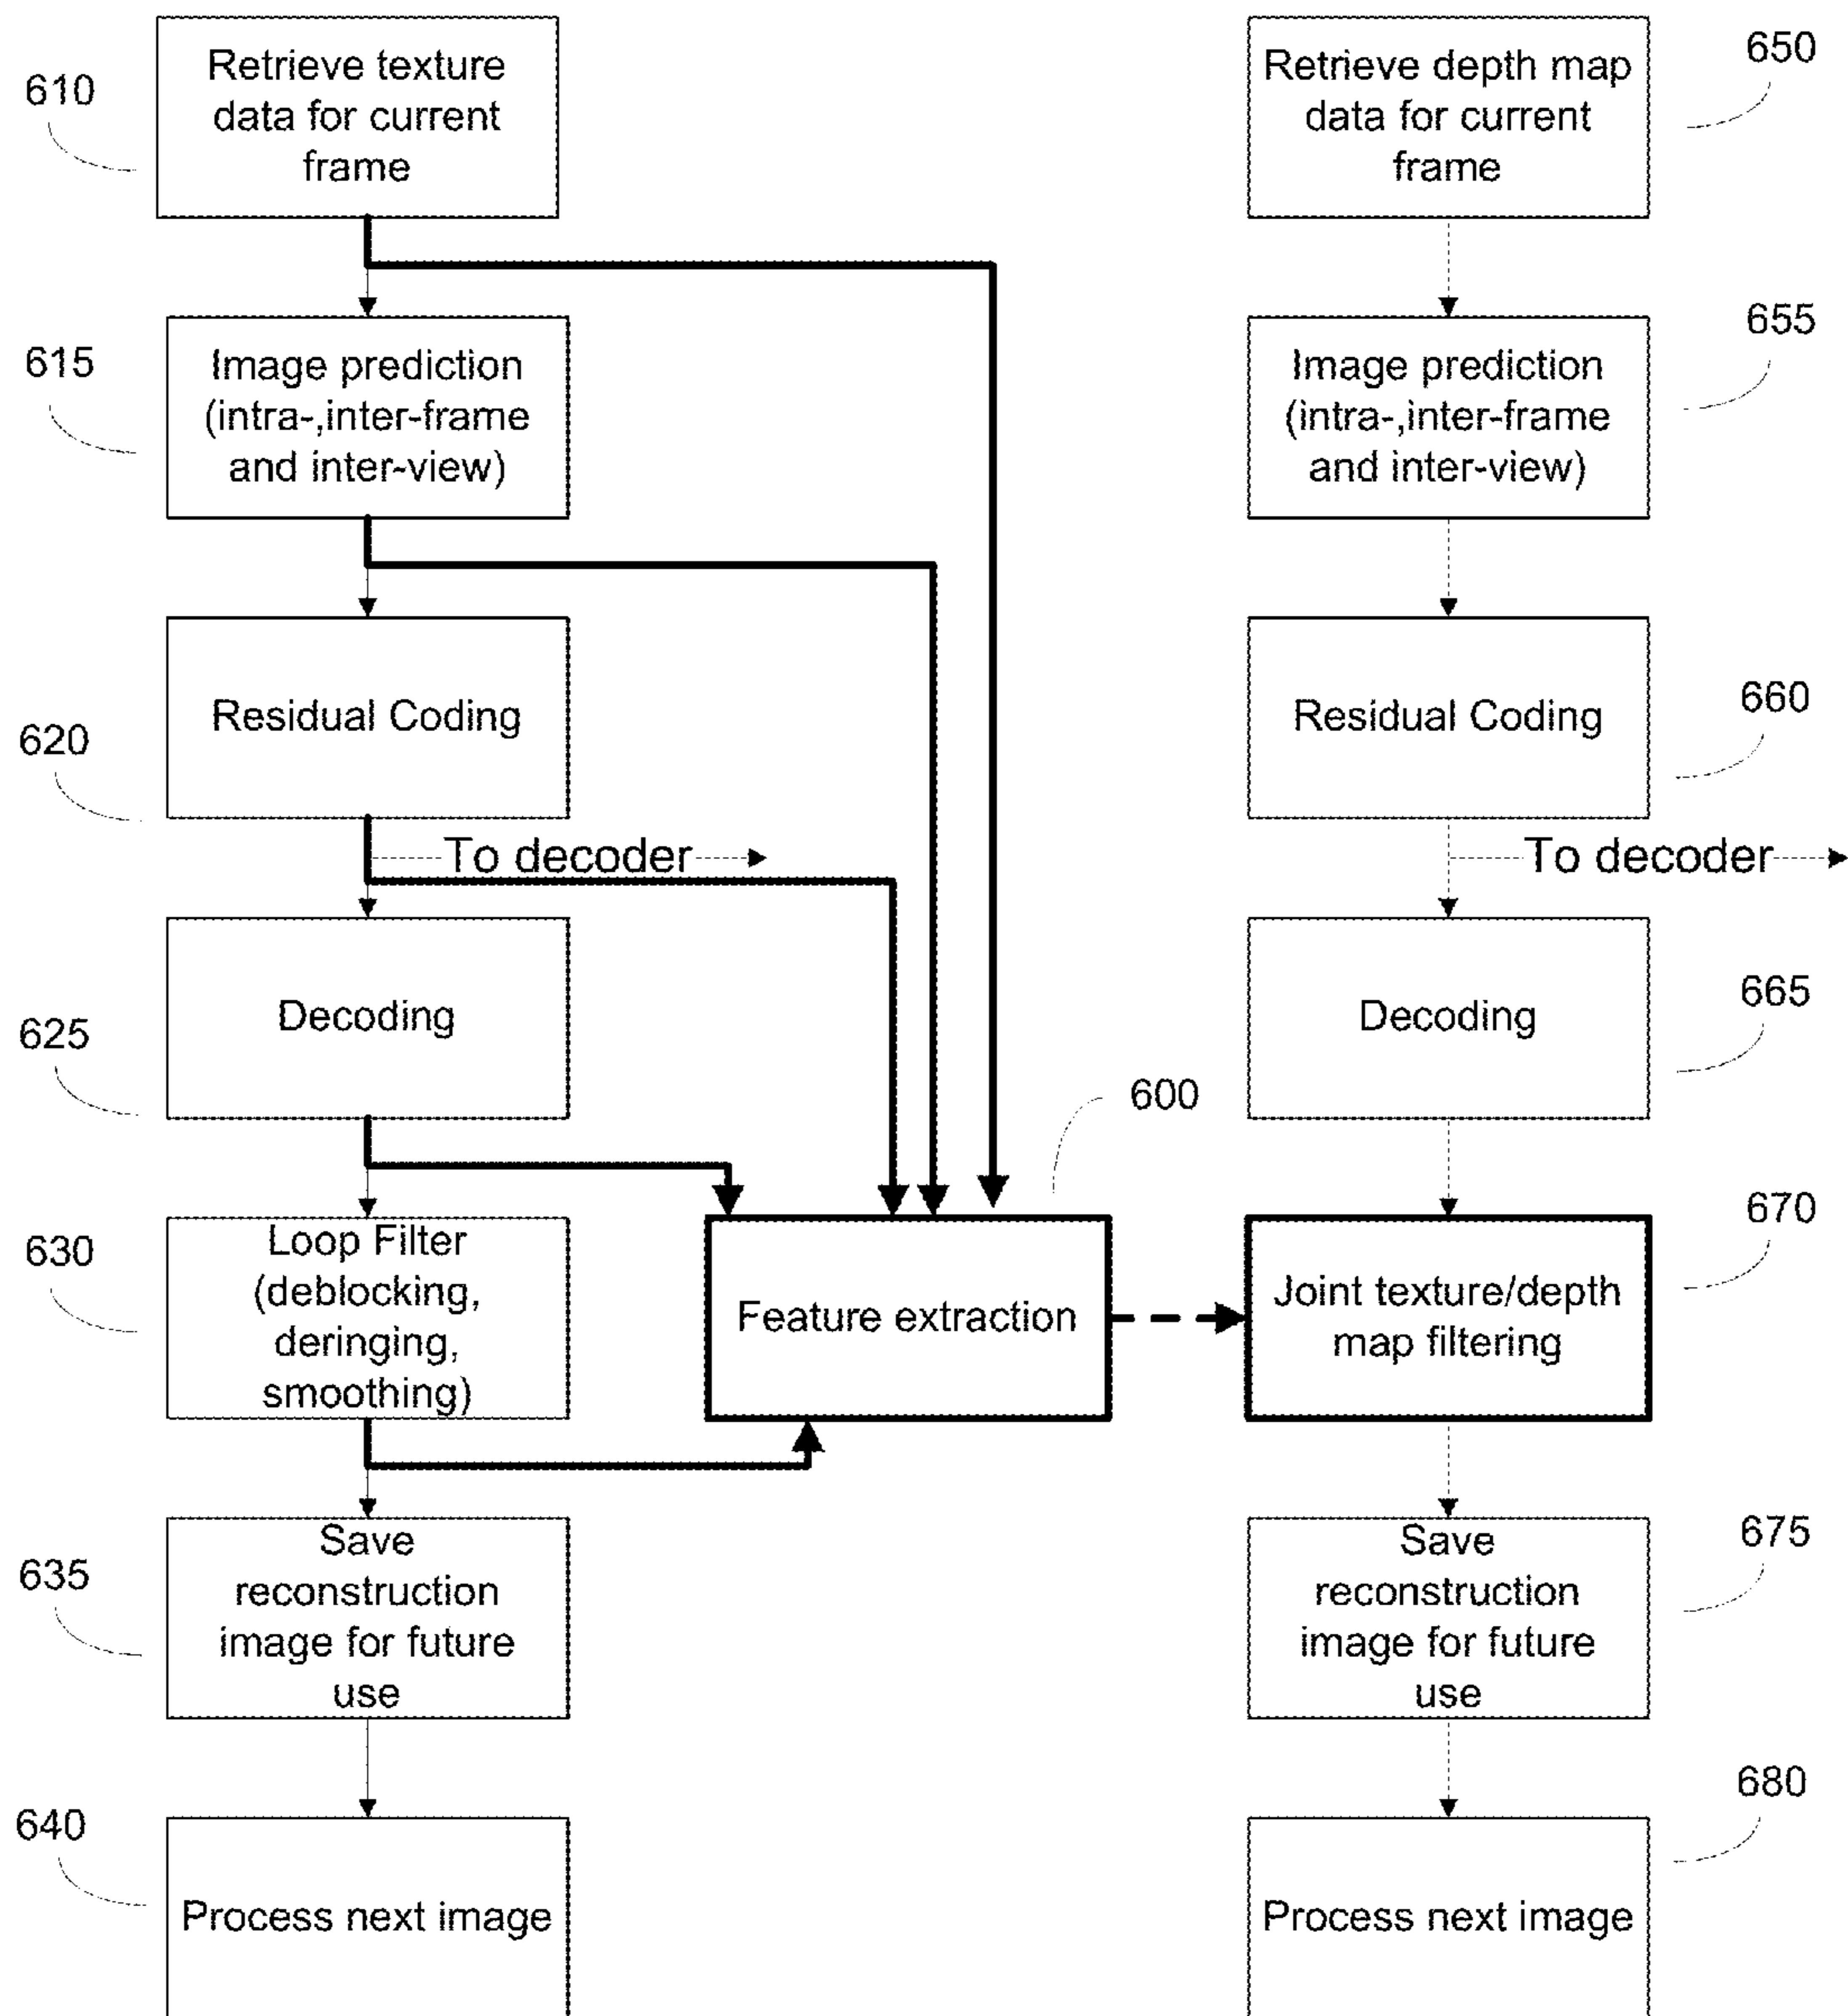 610
Retrieve texture
data for current
frame
650
Retrieve depth map
data for current
frame
615
Image prediction
(intra-,inter-frame
and inter-view)
655
Image prediction
(intra-,inter-frame
and inter-view)
620
Residual Coding
660
Residual Coding
To decoder
To decoder
625
Decoding
665
Decoding
600
630
Loop Filter
(deblocking,
deringing,
smoothing)
Feature extraction
670
Joint texture/depth
map filtering
635
Save
reconstruction
image for future
use
675
Save
reconstruction
image for future
use
640
Process next image
680
Process next image